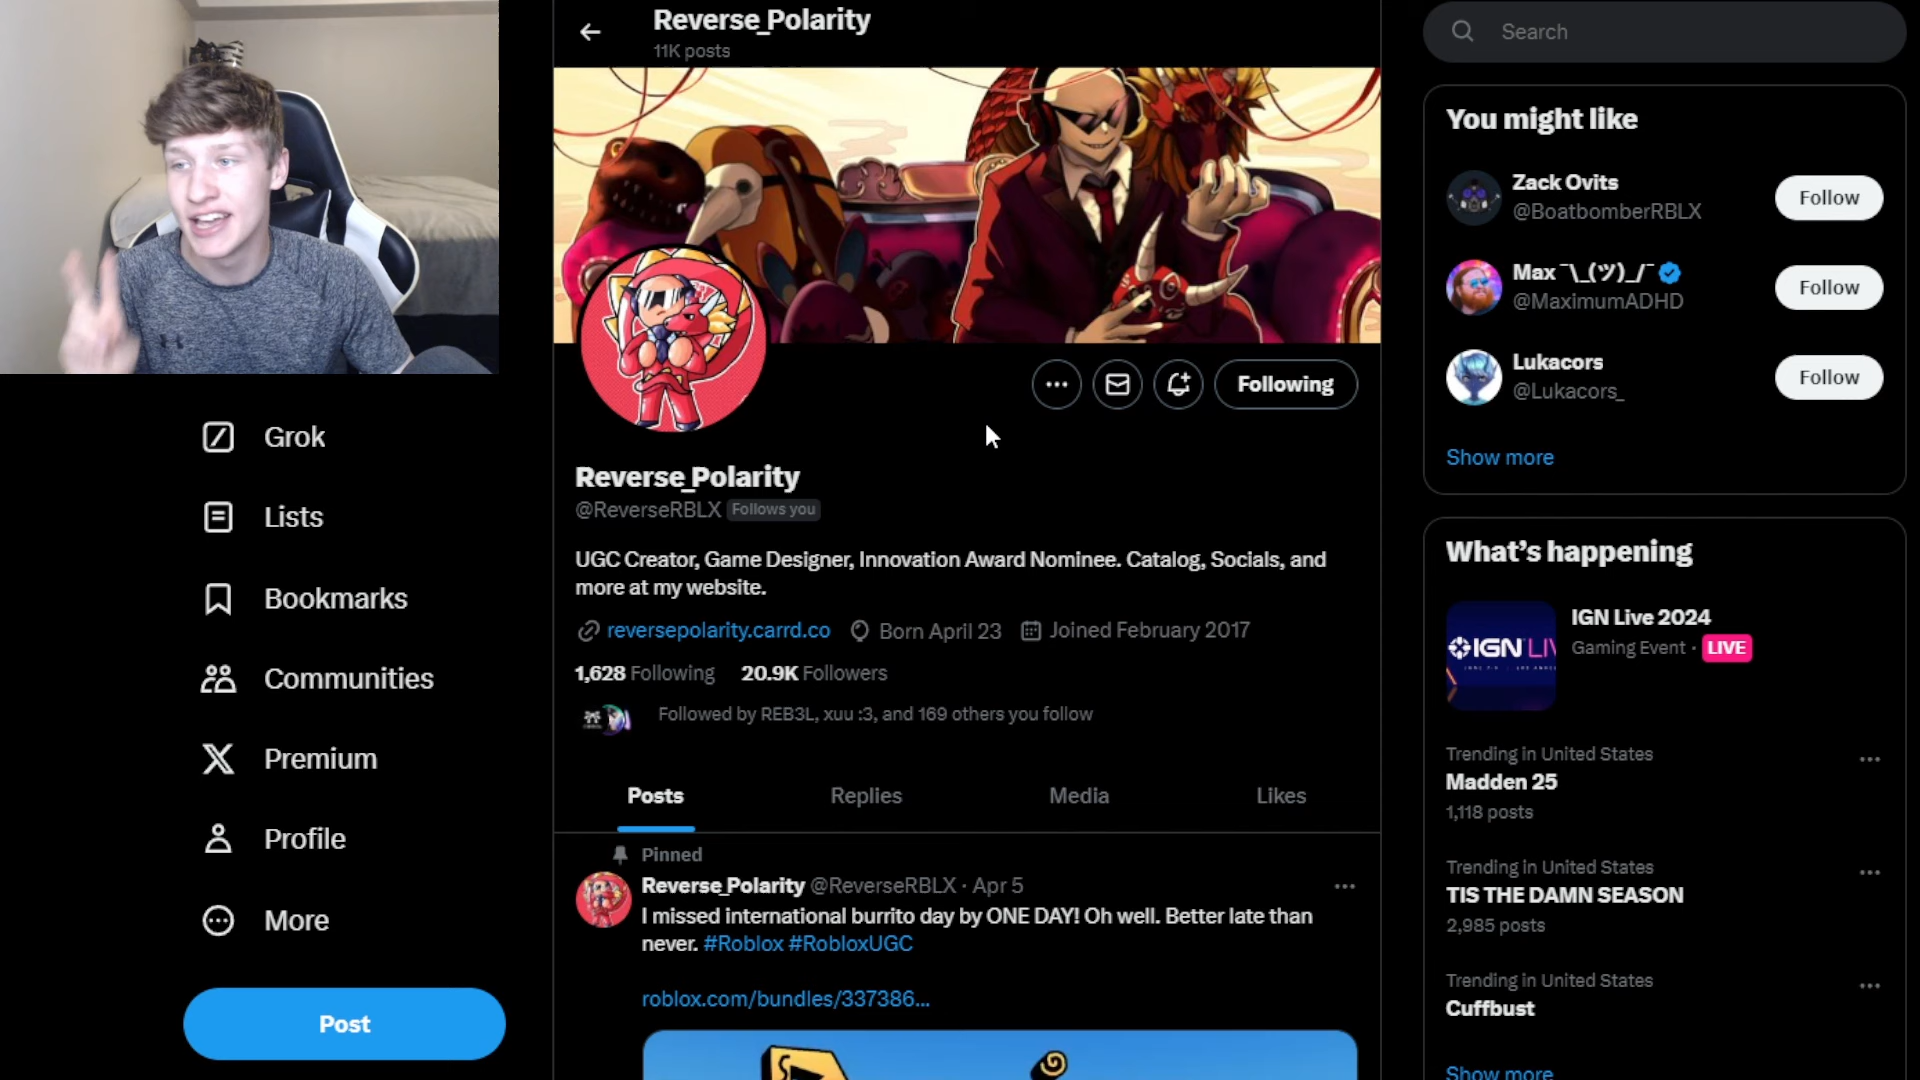 Reverse_Polarity
11K posts
Search
You might like
Zack Ovits
@BoatbomberRBLX
Follow
Max ¯\_(ツ)_/¯
@MaximumADHD
Follow
Lukacors
@Lukacors_
Follow
Show more
Following
Grok
Lists
Bookmarks
Communities
Premium
Profile
More
Post
Reverse_Polarity
@ReverseRBLX Follows you
UGC Creator, Game Designer, Innovation Award Nominee. Catalog, Socials, and
more at my website.
reversepolarity.carrd.co Born April 23 Joined February 2017
1,628 Following 20.9K Followers
Followed by REB3L, xuu :3, and 169 others you follow
Posts Replies Media Likes
Pinned
Reverse_Polarity @ReverseRBLX · Apr 5
I missed international burrito day by ONE DAY! Oh well. Better late than
never. #Roblox #RobloxUGC
roblox.com/bundles/337386...
What's happening
IGN LIV
IGN Live 2024
Gaming Event · LIVE
Trending in United States
Madden 25
1,118 posts
Trending in United States
TIS THE DAMN SEASON
2,985 posts
Trending in United States
Cuffbust
Show more